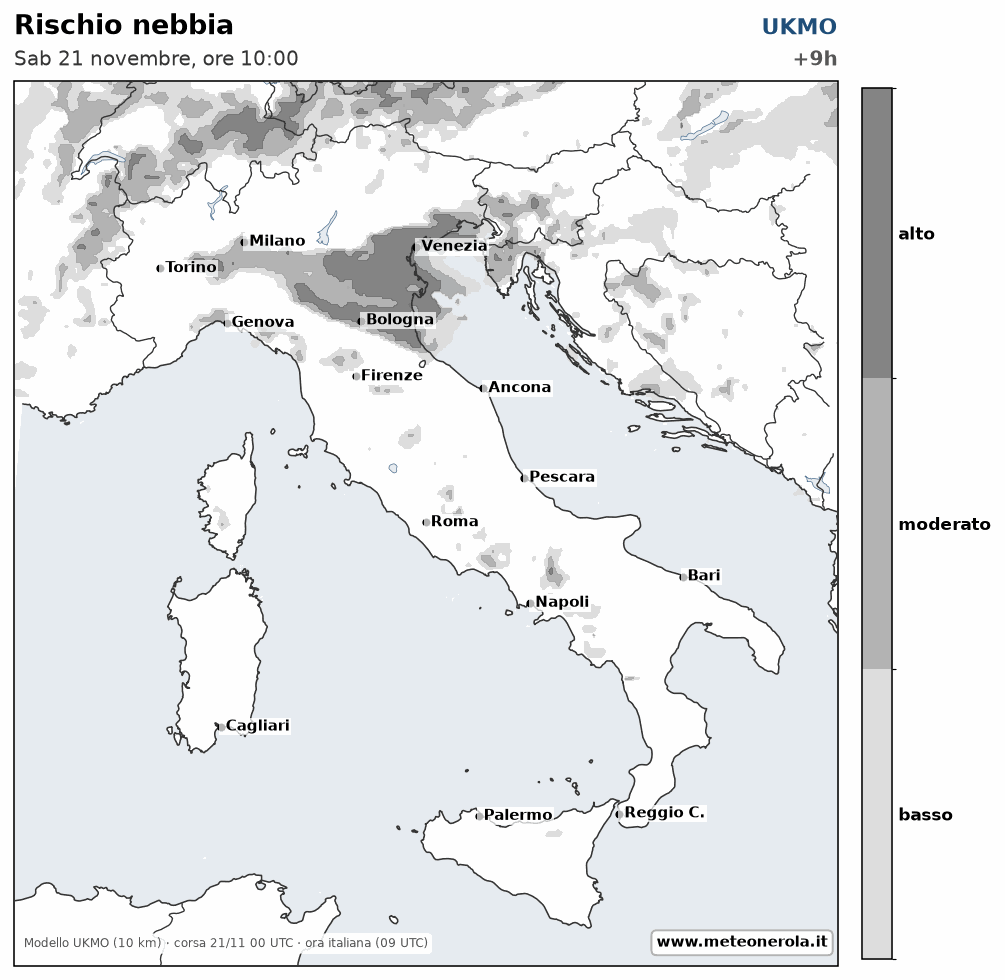 Rischio nebbia
UKMO
Sab 21 novembre, ore 10:00
+9h
Milano
Venezia
Torino
Genova
Bologna
Firenze
Ancona
Pescara
Roma
Bari
Napoli
Cagliari
Palermo
Reggio C.
alto
moderato
basso
Modello UKMO (10 km) · corsa 21/11 00 UTC · ora italiana (09 UTC)
www.meteonerola.it